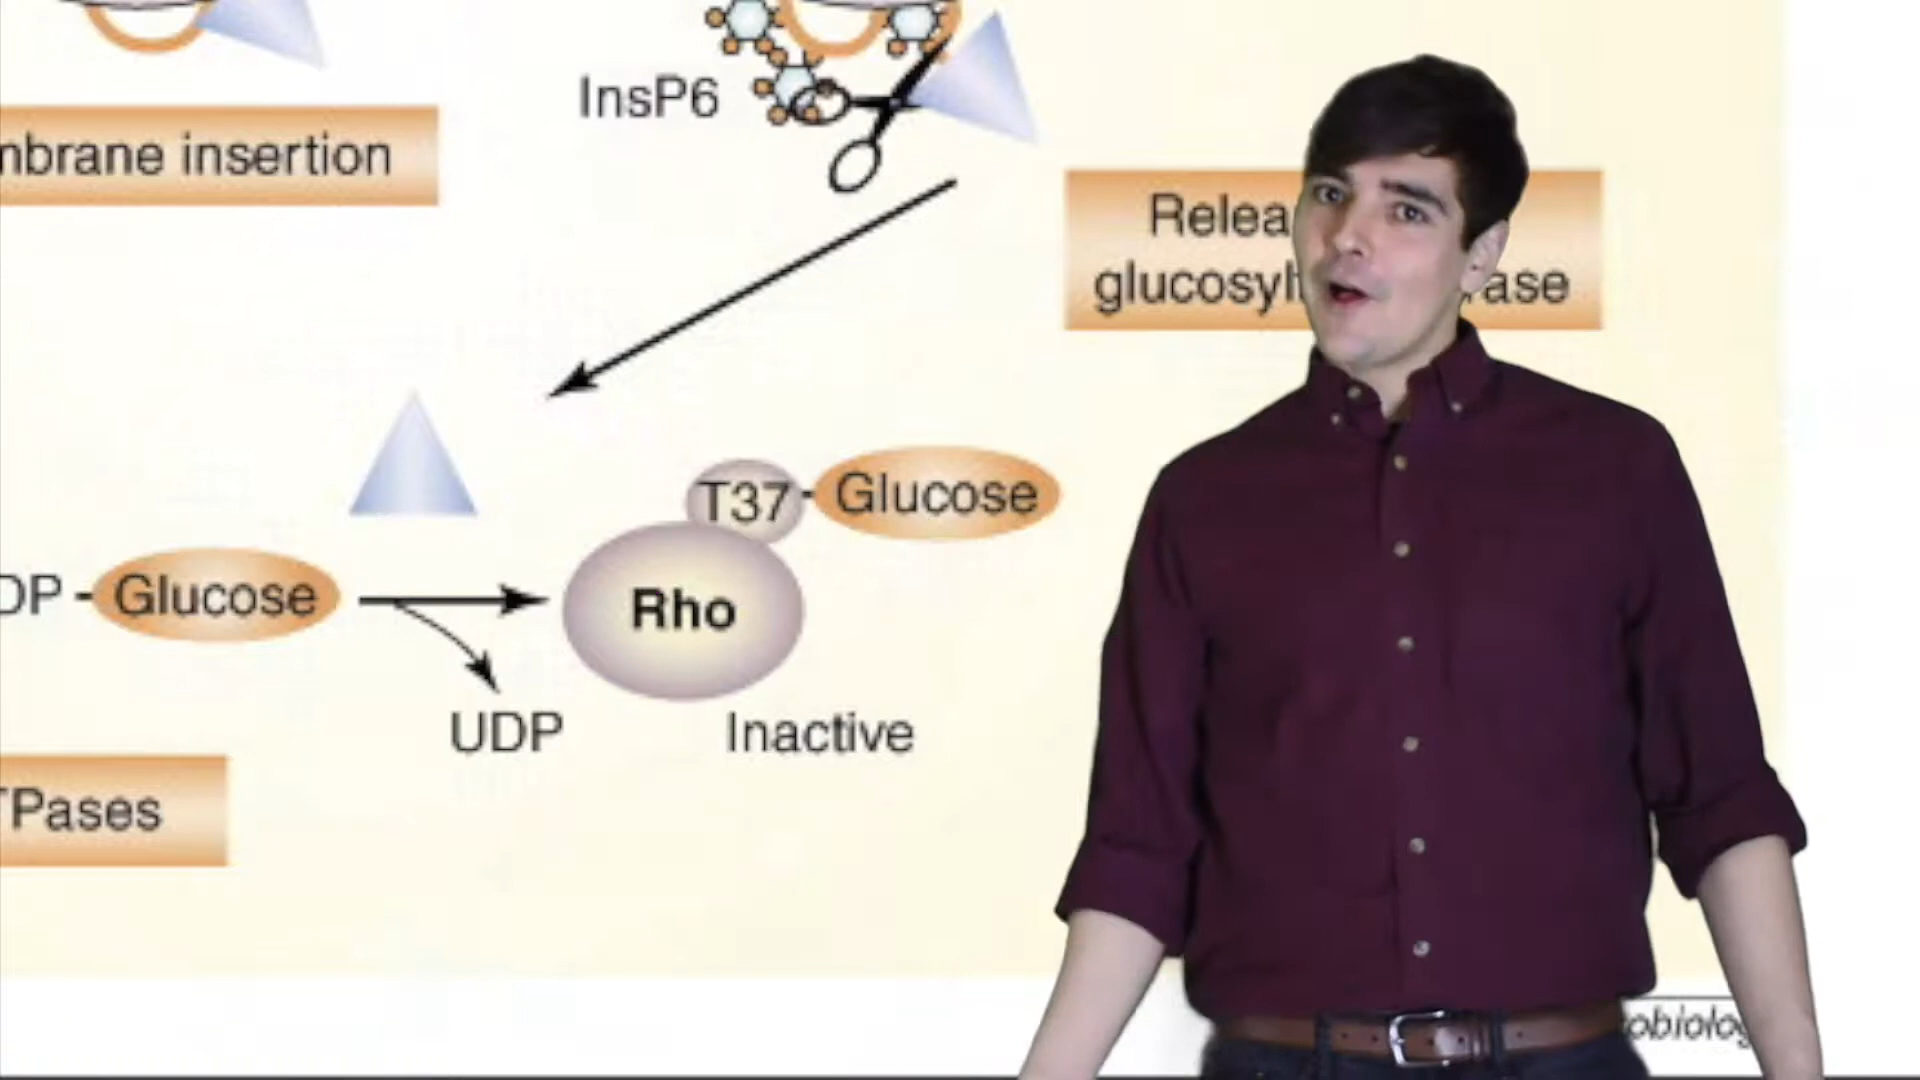 InsP6
mbrane insertion
Relea
glucosyl ase
T37 Glucose
DP - Glucose
Rho
UDP Inactive
TPases
obiolog